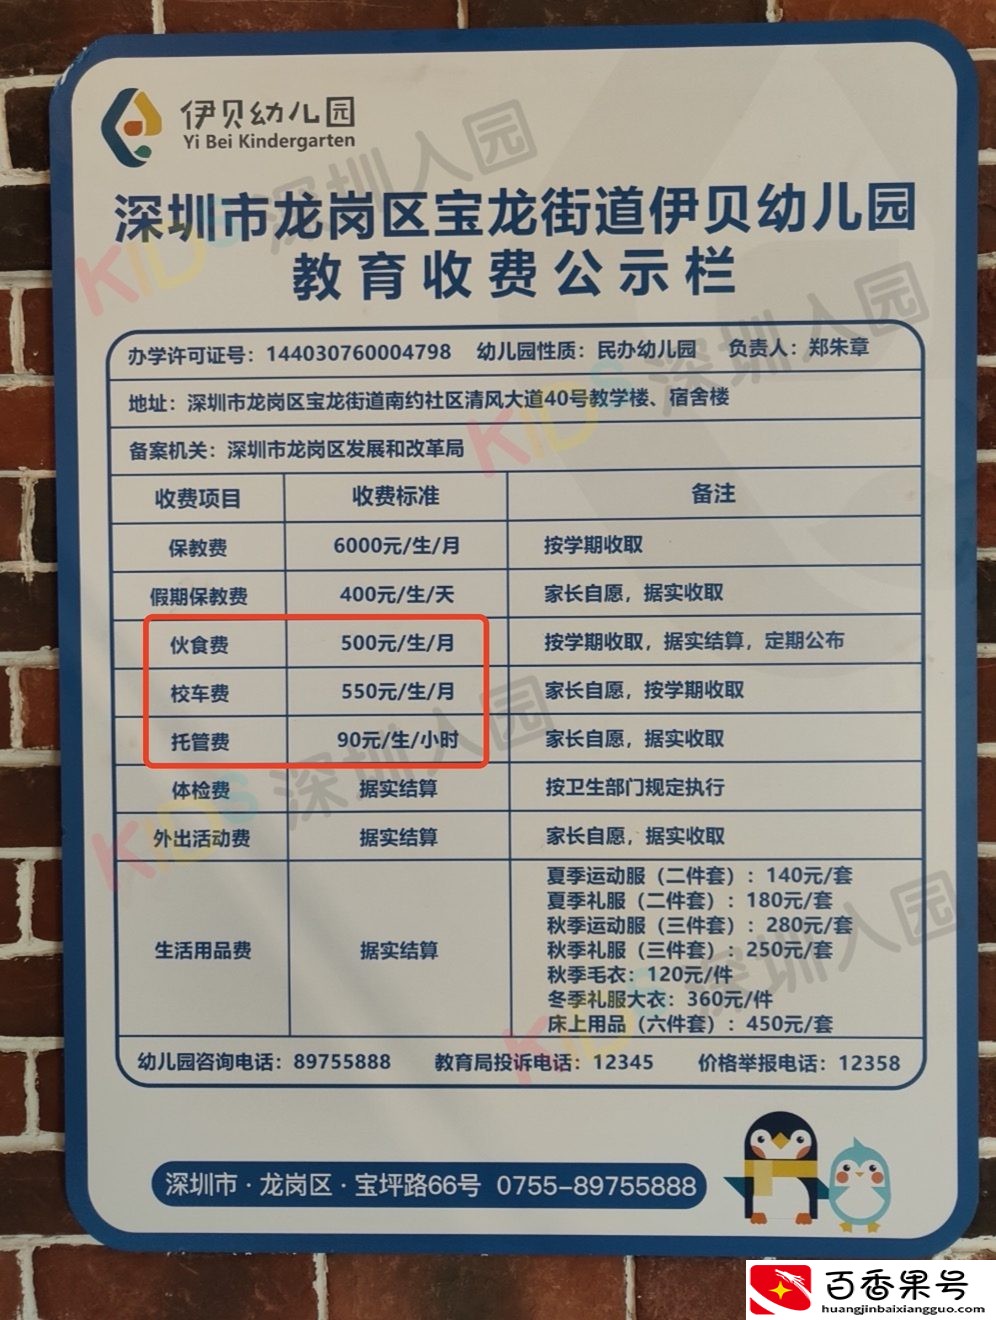 伊贝幼儿园
Yi Bei Kindergarten
深圳市龙岗区宝龙街道伊贝幼儿园
教育收费公示栏
办学许可证号：144030760004798 幼儿园性质：民办幼儿园 负责人：郑朱章
地址：深圳市龙岗区宝龙街道南约社区清风大道40号教学楼、宿舍楼
备案机关：深圳市龙岗区发展和改革局
收费项目 收费标准 备注
保教费 6000元/生/月 按学期收取
假期保教费 400元/生/天 家长自愿，据实收取
伙食费 500元/生/月 按学期收取，据实结算，定期公布
校车费 550元/生/月 家长自愿，按学期收取
托管费 90元/生/小时 家长自愿，据实收取
体检费 据实结算 按卫生部门规定执行
外出活动费 据实结算 家长自愿，据实收取
生活用品费 据实结算
夏季运动服（二件套）：140元/套
夏季礼服（二件套）：180元/套
秋季运动服（三件套）：280元/套
秋季礼服（三件套）：250元/套
秋季毛衣：120元/件
冬季礼服大衣：360元/件
床上用品（六件套）：450元/套
幼儿园咨询电话：89755888 教育局投诉电话：12345 价格举报电话：12358
深圳市·龙岗区·宝坪路66号 0755-89755888
KIDS 深圳入园
KIDS 深圳入园
KIDS 深圳入园
KIDS 深圳入园
百香果号
huangjinbaixiangguo.com